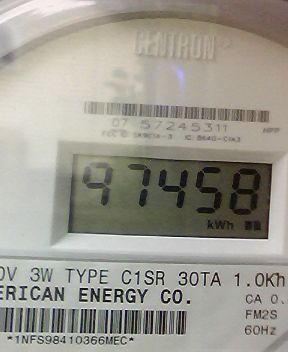 CENTRON
07 57245311
97458
kWh
0V 3W TYPE C1SR 30TA 1.0Kh
ERICAN ENERGY CO. CA 0.
FM2S
60Hz
*1NFS98410366MEC*